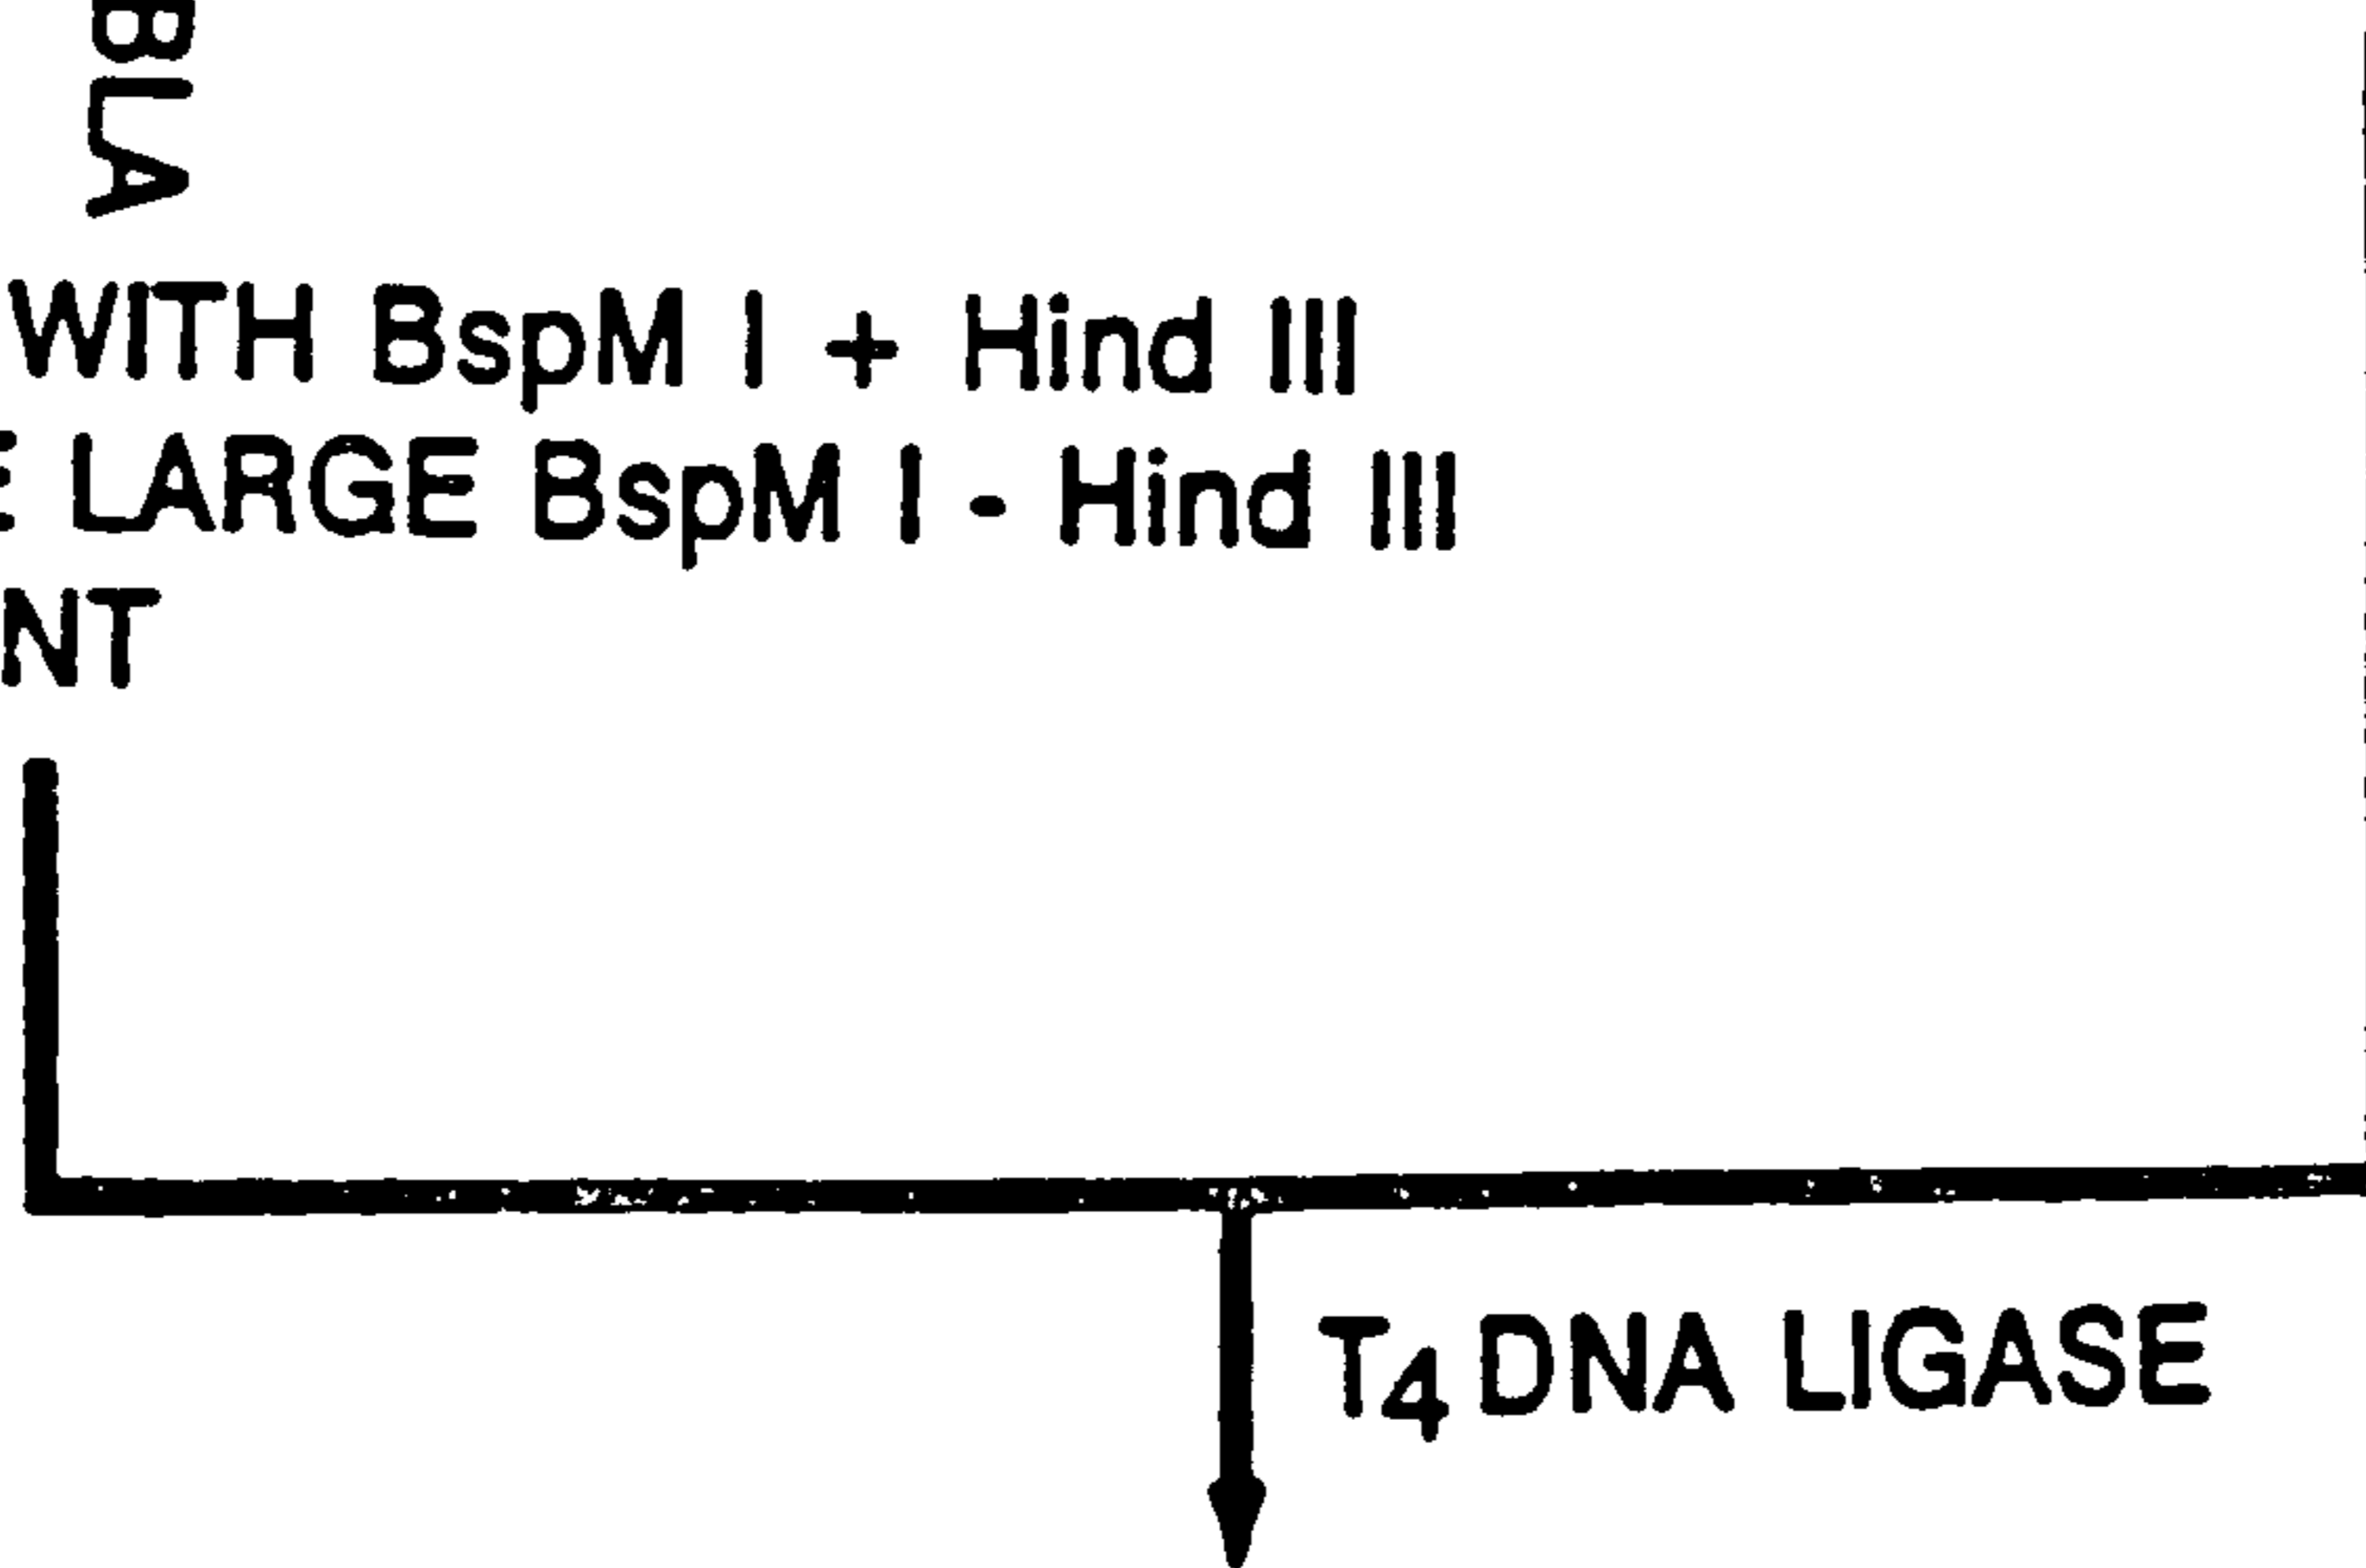 BLA
WITH BspM I + Hind III
E LARGE BspM I - Hind III
NT
T4 DNA LIGASE